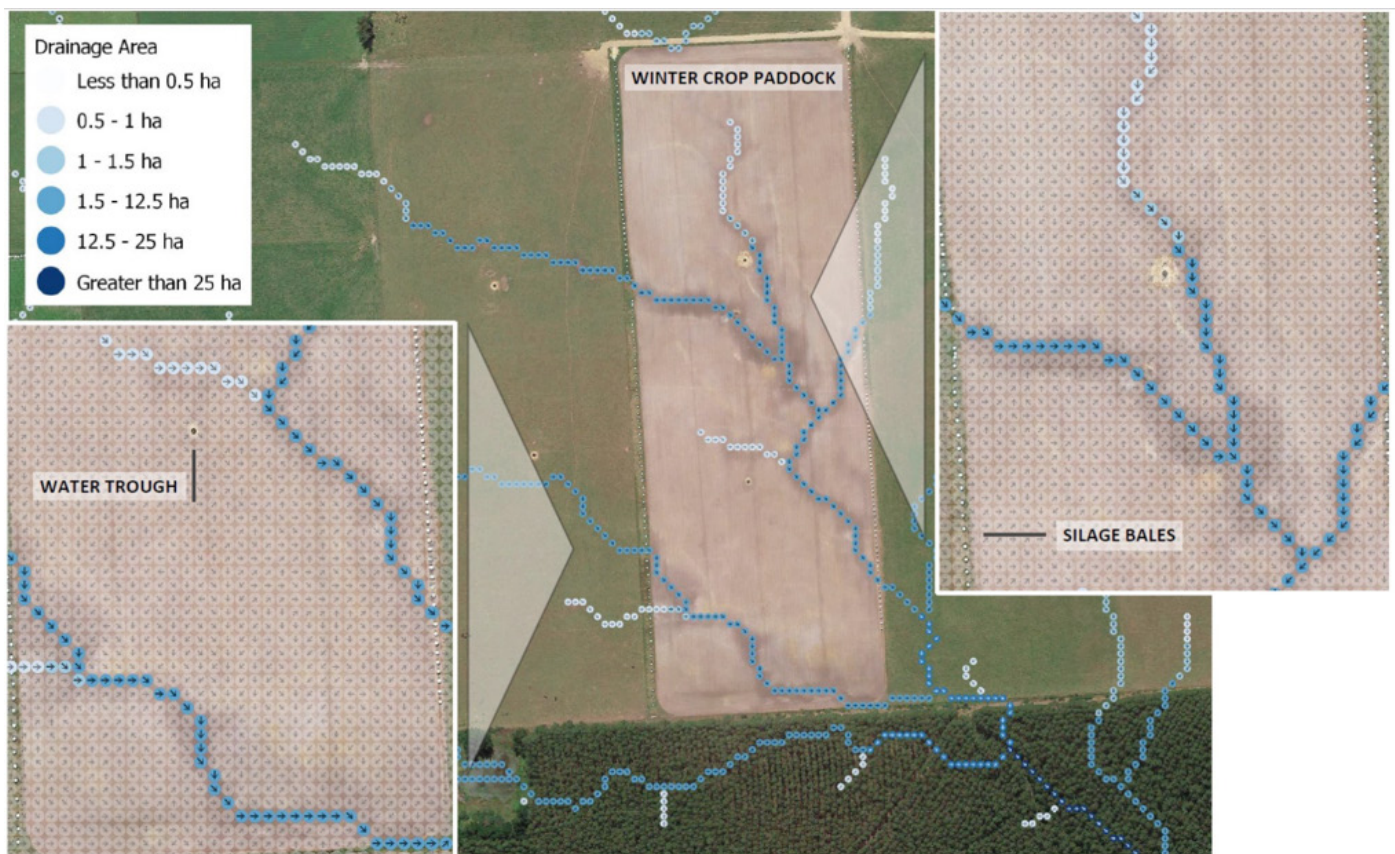 Drainage Area
Less than 0.5 ha
0.5 - 1 ha
1 - 1.5 ha
1.5 - 12.5 ha
12.5 - 25 ha
Greater than 25 ha
WINTER CROP PADDOCK
WATER TROUGH
SILAGE BALES